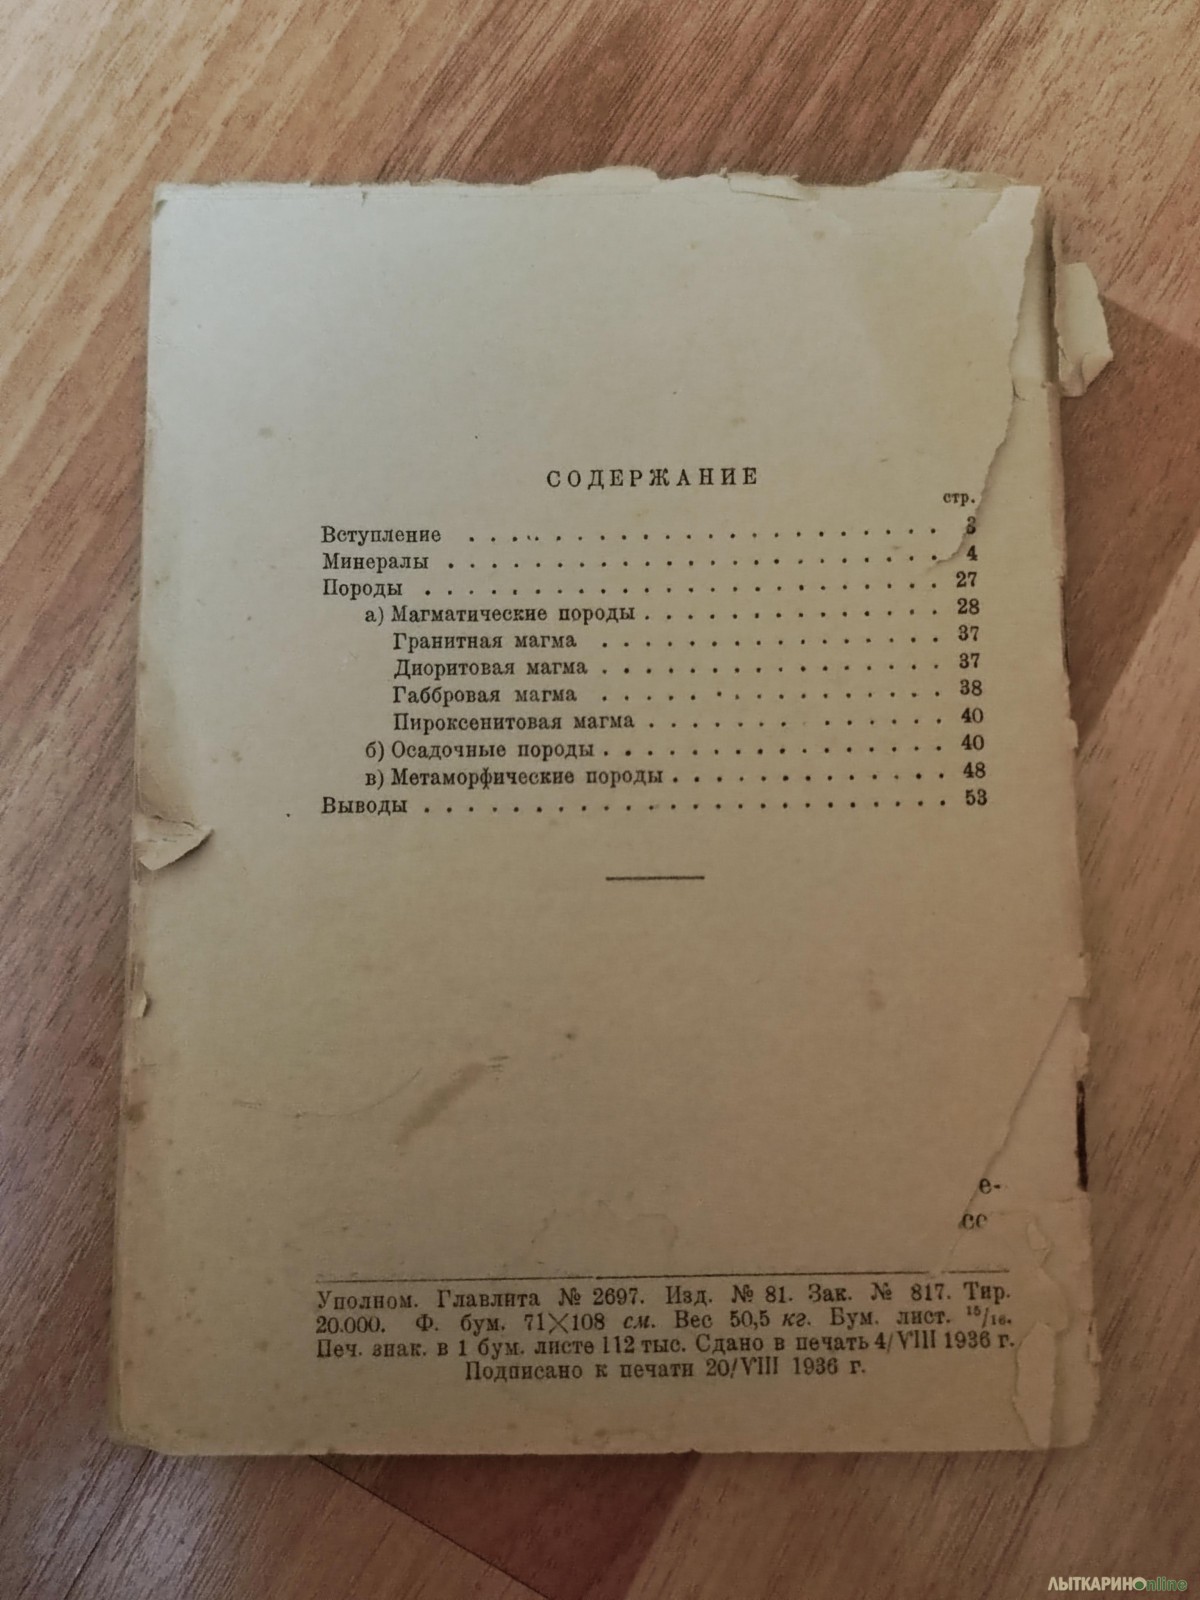 СОДЕРЖАНИЕ
стр.
Вступление . . . . . . . . . . . . . . . . . . . . 3
Минералы . . . . . . . . . . . . . . . . . . . . 4
Породы . . . . . . . . . . . . . . . . . . . . 27
а) Магматические породы . . . . . . . . . . . . . . 28
Гранитная магма . . . . . . . . . . . . . . . 37
Диоритовая магма . . . . . . . . . . . . . . . 37
Габбровая магма . . . . . . . . . . . . . . . 38
Пироксенитовая магма . . . . . . . . . . . . . 40
б) Осадочные породы . . . . . . . . . . . . . . . 40
в) Метаморфические породы . . . . . . . . . . . . . 48
Выводы . . . . . . . . . . . . . . . . . . . . 53
е-
сс
Уполном. Главлита № 2697. Изд. № 81. Зак. № 817. Тир.
20.000. Ф. бум. 71×108 см. Вес 50,5 кг. Бум. лист. 15/16.
Печ. знак. в 1 бум. листе 112 тыс. Сдано в печать 4/VIII 1936 г.
Подписано к печати 20/VIII 1936 г.
ЛЫТКАРИНОonline